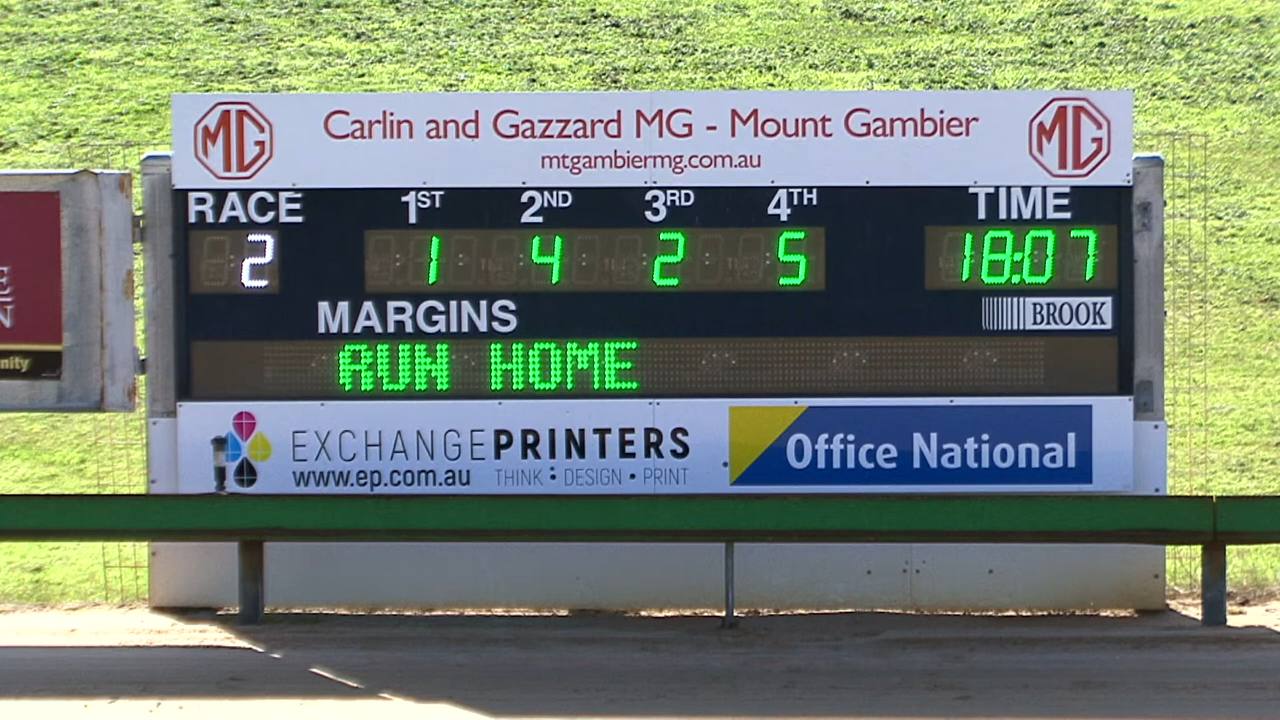 MG
Carlin and Gazzard MG - Mount Gambier
MG
mtgambiermg.com.au
RACE 1ST 2ND 3RD 4TH TIME
2 1 4 2 5 18:07
MARGINS
BROOK
RUN HOME
E
N
nity
EXCHANGEPRINTERS
www.ep.com.au THINK : DESIGN • PRINT
Office National